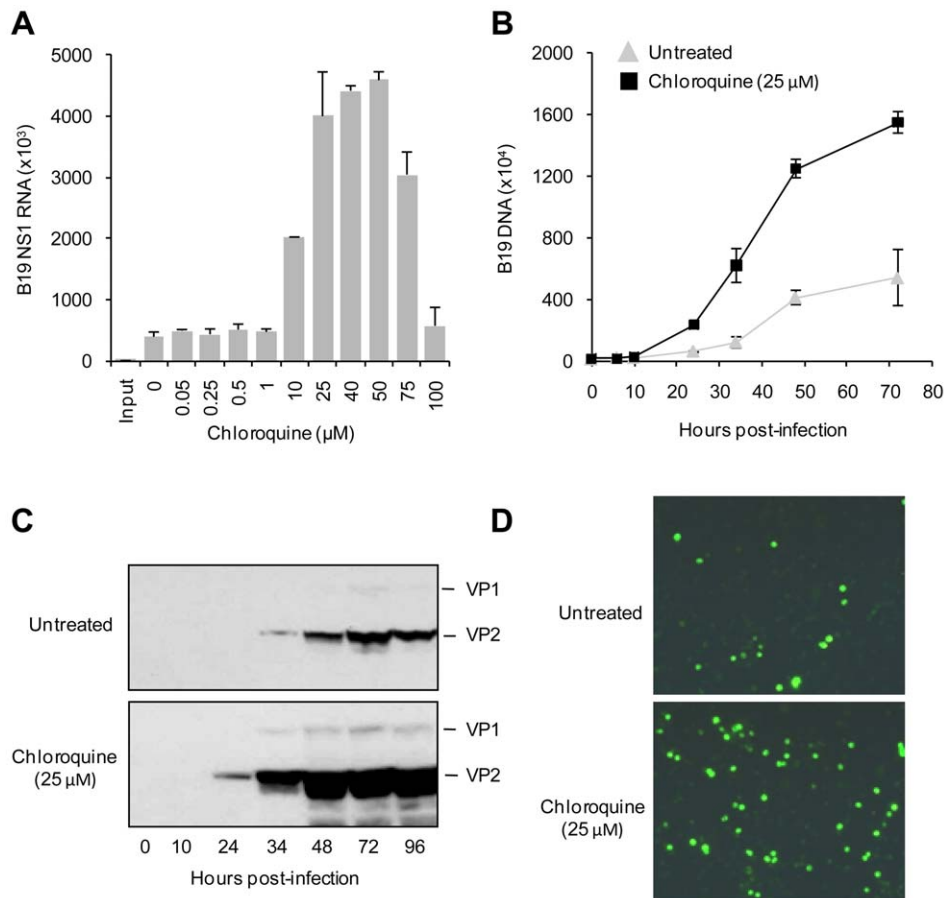 A
B19 NS1 RNA (x10³)
5000
4000
3000
2000
1000
0
Input
0
0.05
0.25
0.5
1
10
25
40
50
75
100
Chloroquine (µM)
B
Untreated
Chloroquine (25 µM)
B19 DNA (x10⁴)
2000
1600
1200
800
400
0
0 10 20 30 40 50 60 70 80
Hours post-infection
C
Untreated
VP1
VP2
Chloroquine
(25 µM)
VP1
VP2
0 10 24 34 48 72 96
Hours post-infection
D
Untreated
Chloroquine
(25 µM)